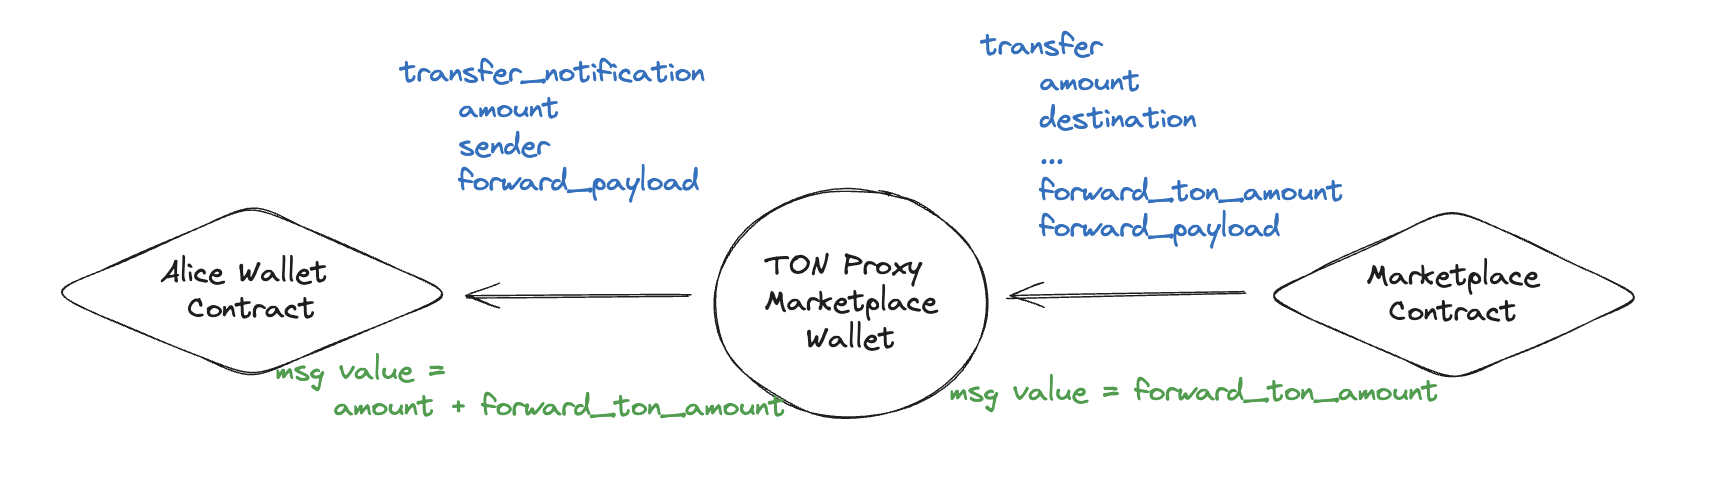 transfer_notification
amount
sender
forward_payload
transfer
amount
destination
...
forward_ton_amount
forward_payload
Alice Wallet
Contract
TON Proxy
Marketplace
Wallet
Marketplace
Contract
msg value =
amount + forward_ton_amount
msg value = forward_ton_amount